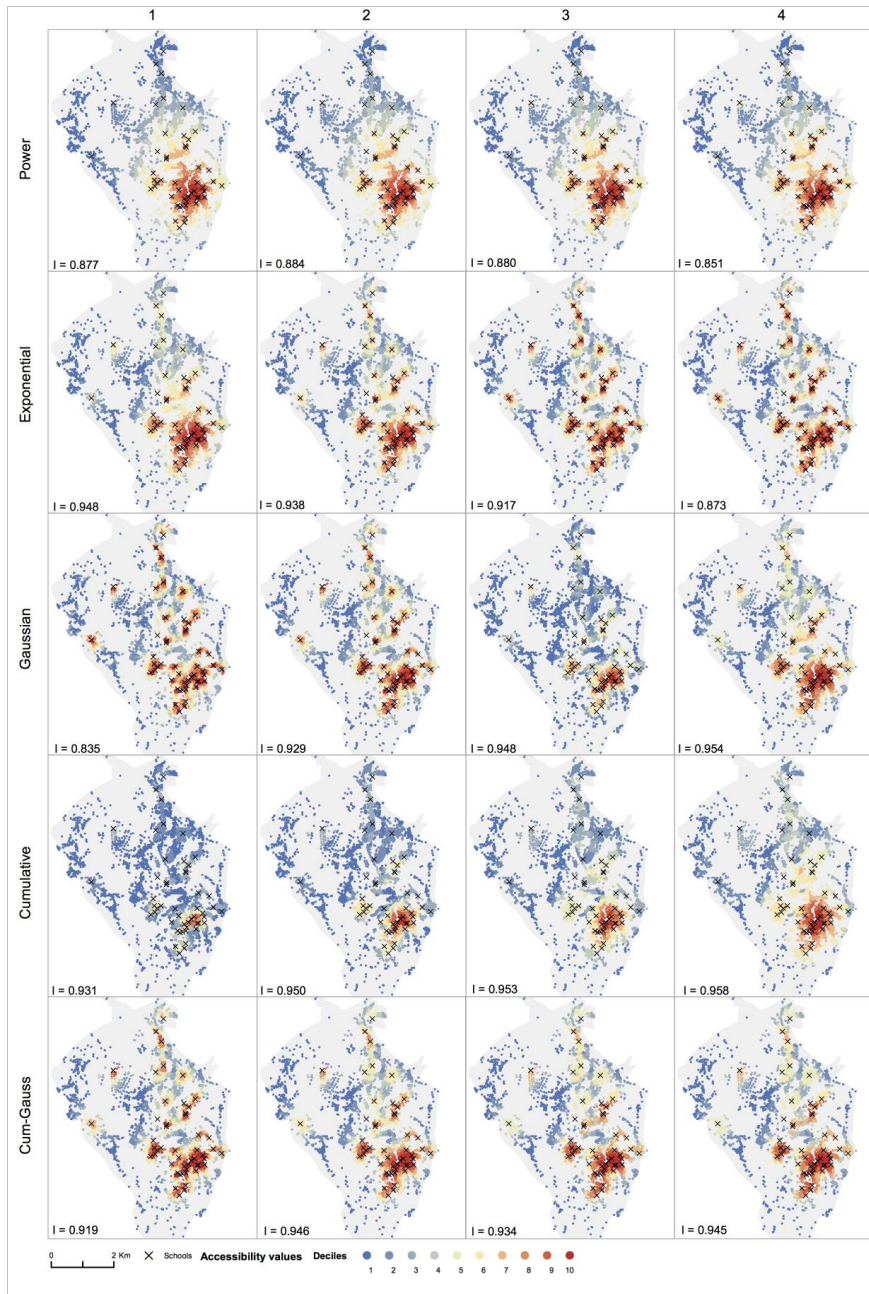 1 2 3 4
Power
I = 0.877 I = 0.884 I = 0.880 I = 0.851
Exponential
I = 0.948 I = 0.938 I = 0.917 I = 0.873
Gaussian
I = 0.835 I = 0.929 I = 0.948 I = 0.954
Cumulative
I = 0.931 I = 0.950 I = 0.953 I = 0.958
Cum-Gauss
I = 0.919 I = 0.946 I = 0.934 I = 0.945
0 2 Km Schools Accessibility values Deciles
1 2 3 4 5 6 7 8 9 10